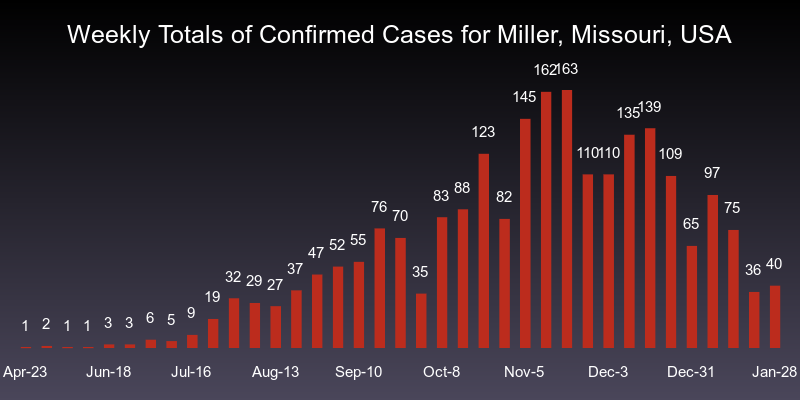 Weekly Totals of Confirmed Cases for Miller, Missouri, USA
1 2 1 1 3 3 6 5 9 19 32 29 27 37 47 52 55 76 70 35 83 88 123 82 145 162 163 110 110 135 139 109 65 97 75 36 40
Apr-23 Jun-18 Jul-16 Aug-13 Sep-10 Oct-8 Nov-5 Dec-3 Dec-31 Jan-28